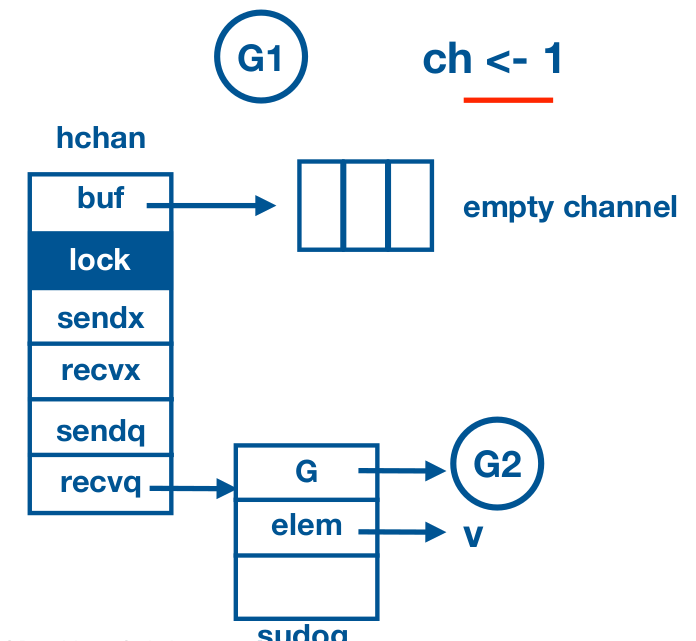 G1
ch <- 1
hchan
buf
empty channel
lock
sendx
recvx
sendq
recvq
G
G2
elem
v
sudog